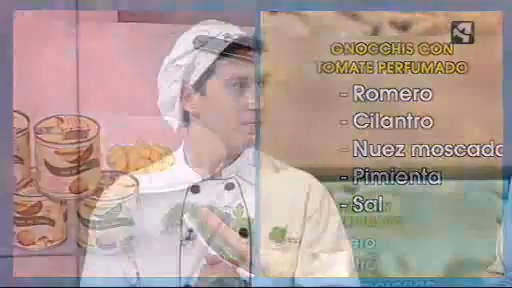 GNOCCHIS CON
TOMATE PERFUMADO
- Romero
- Cilantro
- Nuez moscada
- Pimienta
- Sal